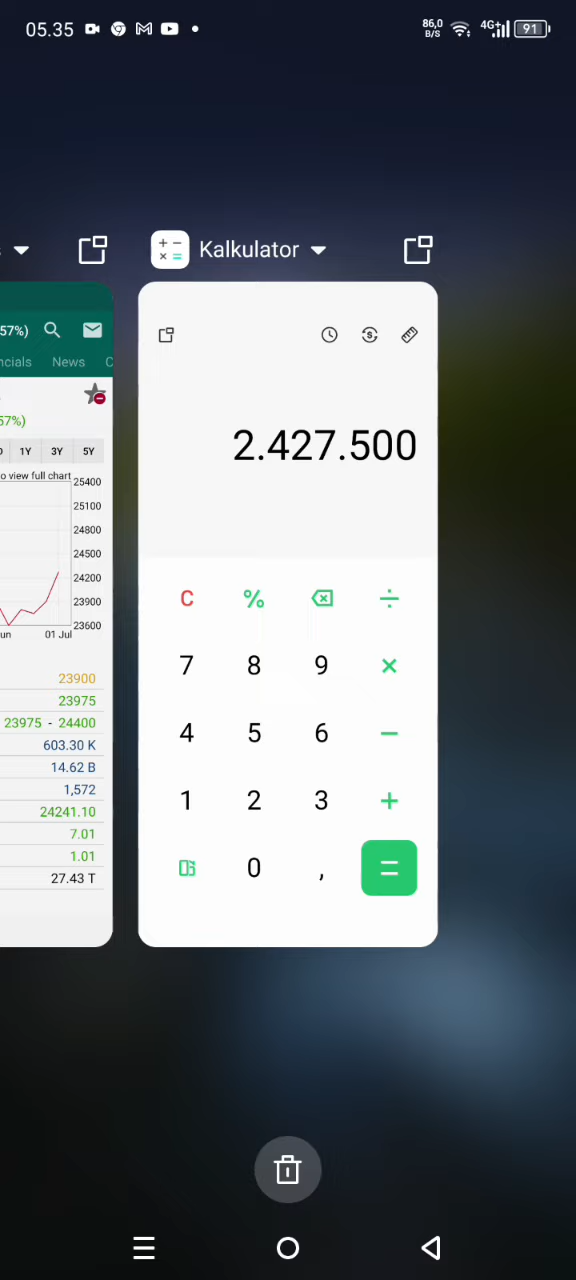 05.35 86,0 B/S 4G+ 91
Kalkulator
57%)
ncials News C
57%)
1Y 3Y 5Y
o view full chart
25400
25100
24800
24500
24200
23900
23600
un 01 Jul
23900
23975
23975 - 24400
603.30 K
14.62 B
1,572
24241.10
7.01
1.01
27.43 T
2.427.500
C % ÷
7 8 9 ×
4 5 6 −
1 2 3 +
0 , =